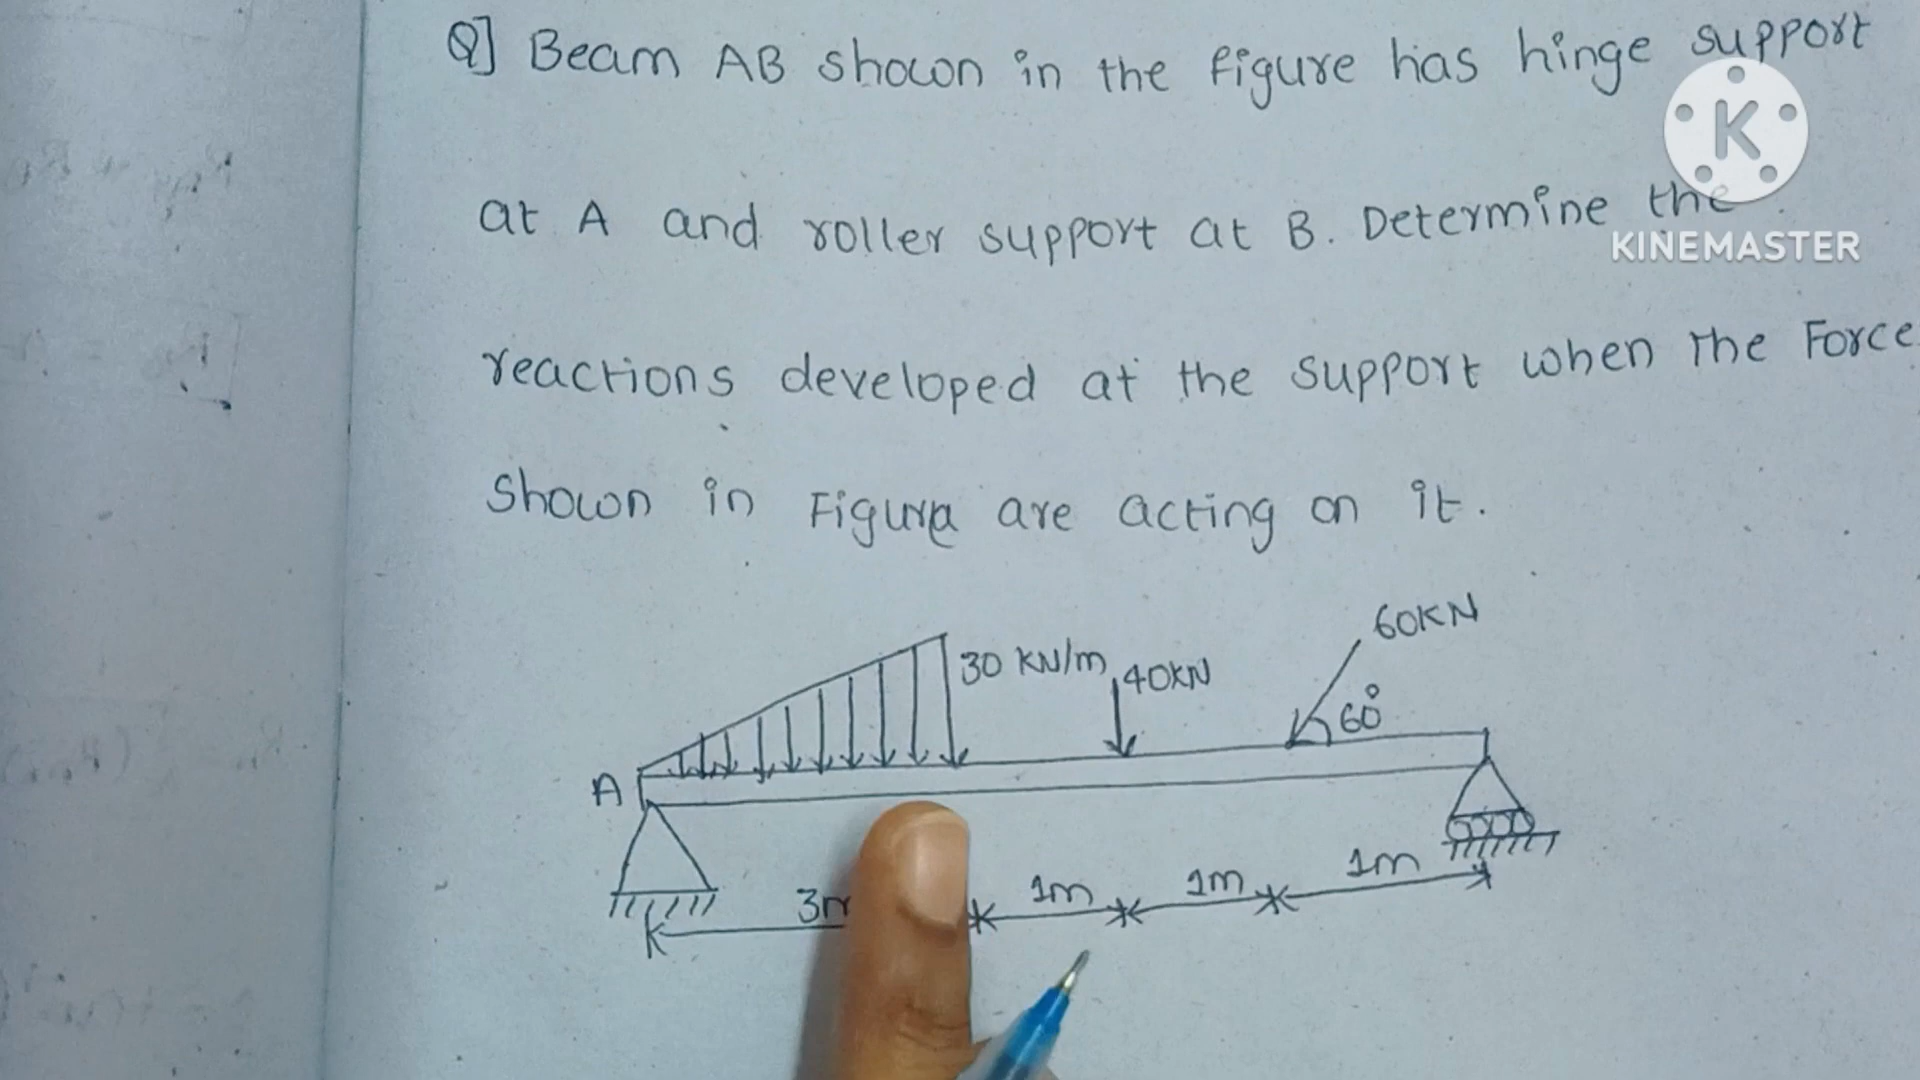 Q] Beam AB shown in the figure has hinge support
K
at A and roller support at B. Determine the
KINEMASTER
reactions developed at the support when the Force
shown in Figure are acting on it.
60KN
30 KN/m
40KN
60°
A
1m
1m
1m